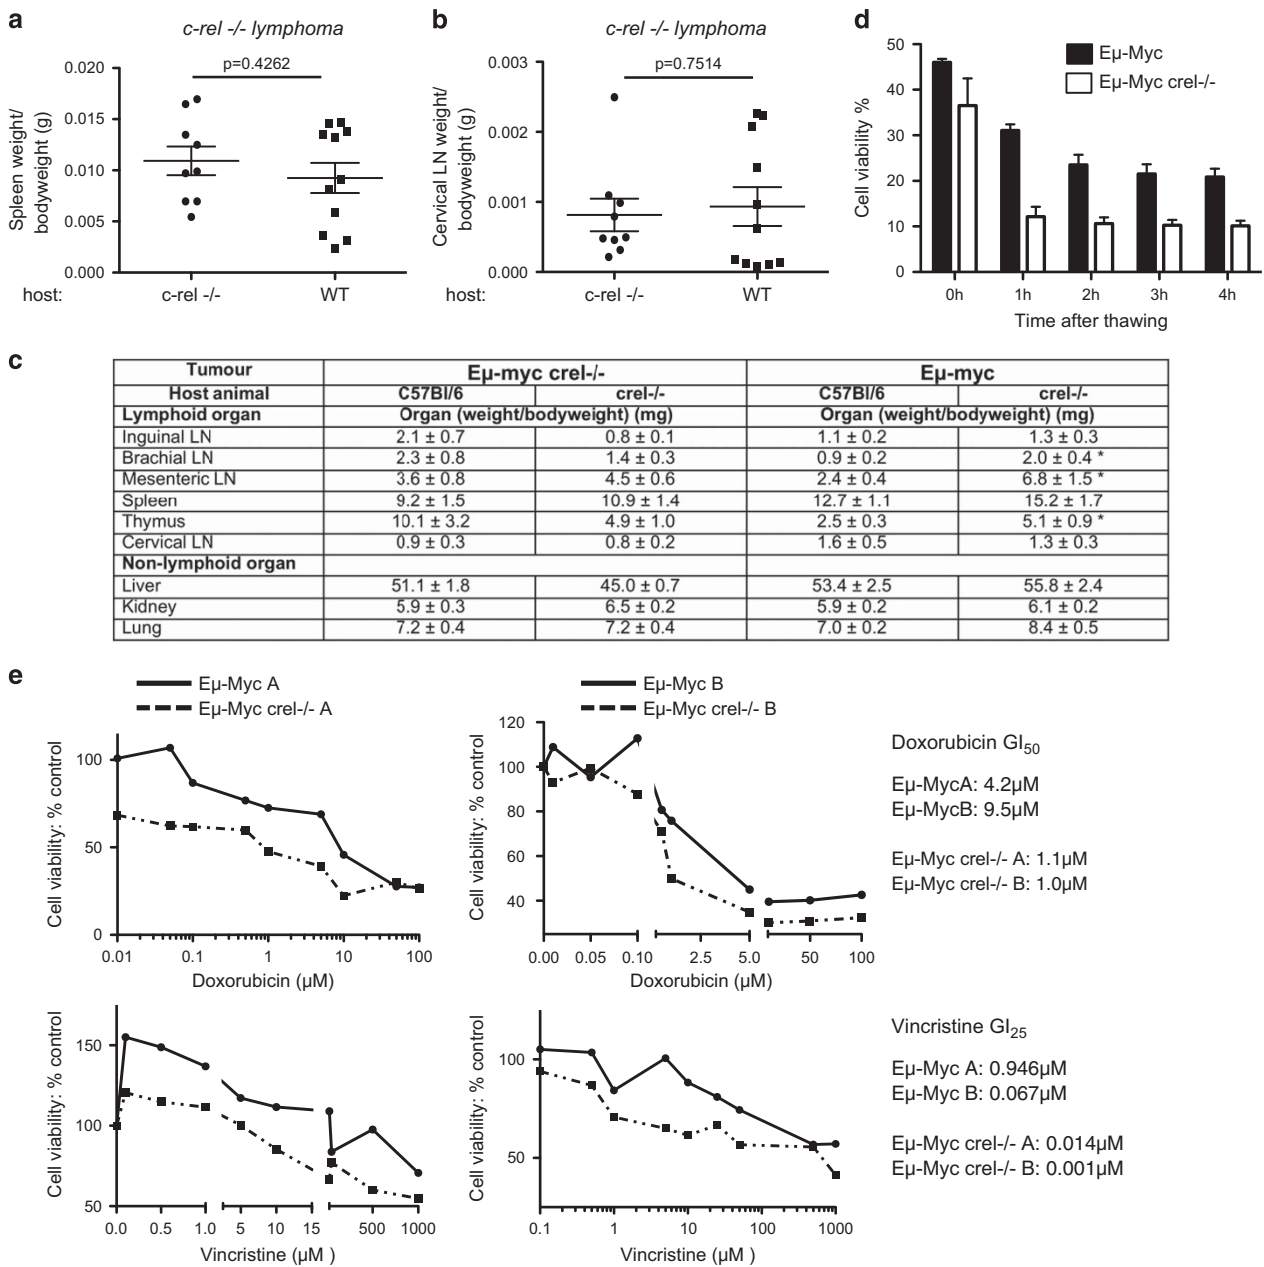 a
c-rel -/- lymphoma
p=0.4262
Spleen weight/
bodyweight (g)
0.020
0.015
0.010
0.005
0.000
host:
c-rel -/-
WT
b
c-rel -/- lymphoma
p=0.7514
Cervical LN weight/
bodyweight (g)
0.003
0.002
0.001
0.000
host:
c-rel -/-
WT
d
Eµ-Myc
Eµ-Myc crel-/-
Cell viability %
50
40
30
20
10
0
0h 1h 2h 3h 4h
Time after thawing
c
Tumour Eµ-myc crel-/- Eµ-myc
Host animal C57Bl/6 crel-/- C57Bl/6 crel-/-
Lymphoid organ Organ (weight/bodyweight) (mg) Organ (weight/bodyweight) (mg)
Inguinal LN 2.1 ± 0.7 0.8 ± 0.1 1.1 ± 0.2 1.3 ± 0.3
Brachial LN 2.3 ± 0.8 1.4 ± 0.3 0.9 ± 0.2 2.0 ± 0.4 *
Mesenteric LN 3.6 ± 0.8 4.5 ± 0.6 2.4 ± 0.4 6.8 ± 1.5 *
Spleen 9.2 ± 1.5 10.9 ± 1.4 12.7 ± 1.1 15.2 ± 1.7
Thymus 10.1 ± 3.2 4.9 ± 1.0 2.5 ± 0.3 5.1 ± 0.9 *
Cervical LN 0.9 ± 0.3 0.8 ± 0.2 1.6 ± 0.5 1.3 ± 0.3
Non-lymphoid organ
Liver 51.1 ± 1.8 45.0 ± 0.7 53.4 ± 2.5 55.8 ± 2.4
Kidney 5.9 ± 0.3 6.5 ± 0.2 5.9 ± 0.2 6.1 ± 0.2
Lung 7.2 ± 0.4 7.2 ± 0.4 7.0 ± 0.2 8.4 ± 0.5
e
Eµ-Myc A
Eµ-Myc crel-/- A
Cell viability: % control
100
50
0
0.01 0.1 1 10 100
Doxorubicin (µM)
Eµ-Myc B
Eµ-Myc crel-/- B
Cell viability: % control
120
100
80
60
40
0.00 0.05 0.10 2.5 5.0 50 100
Doxorubicin (µM)
Doxorubicin GI50
Eµ-MycA: 4.2µM
Eµ-MycB: 9.5µM
Eµ-Myc crel-/- A: 1.1µM
Eµ-Myc crel-/- B: 1.0µM
Cell viability: % control
150
100
50
0.0 0.5 1.0 5 10 15 500 1000
Vincristine (µM )
Cell viability: % control
100
50
0.1 1 10 100 1000
Vincristine (µM )
Vincristine GI25
Eµ-Myc A: 0.946µM
Eµ-Myc B: 0.067µM
Eµ-Myc crel-/- A: 0.014µM
Eµ-Myc crel-/- B: 0.001µM